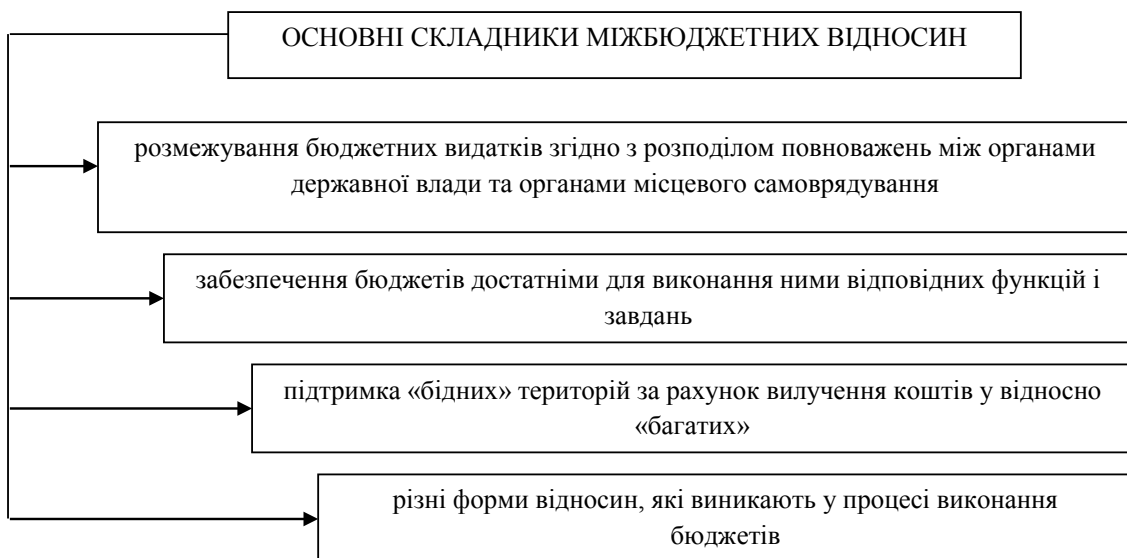 ОСНОВНІ СКЛАДНИКИ МІЖБЮДЖЕТНИХ ВІДНОСИН
розмежування бюджетних видатків згідно з розподілом повноважень між органами
державної влади та органами місцевого самоврядування
забезпечення бюджетів достатніми для виконання ними відповідних функцій і
завдань
підтримка «бідних» територій за рахунок вилучення коштів у відносно
«багатих»
різні форми відносин, які виникають у процесі виконання
бюджетів